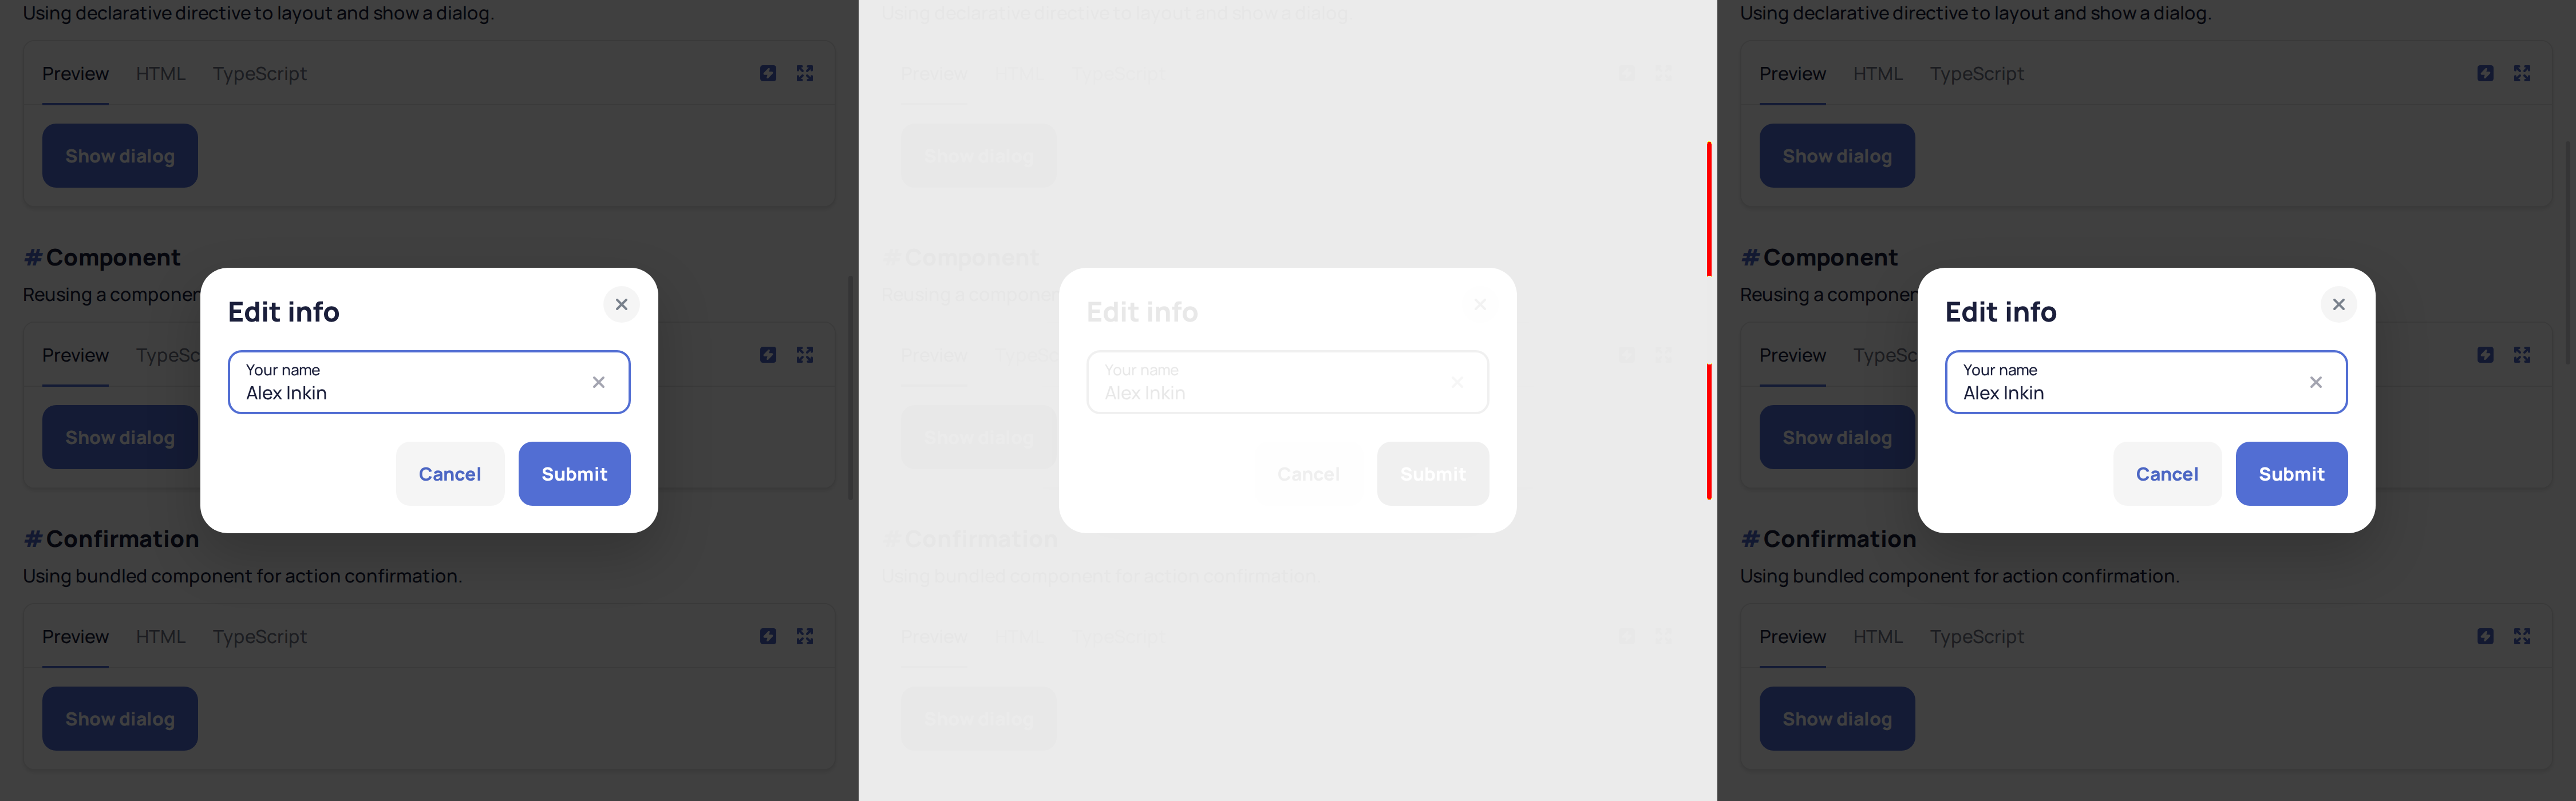 Using declarative directive to layout and show a dialog.
Preview HTML TypeScript
Show dialog
#Component
Reusing a componen
Preview TypeSc
Show dialog
Edit info
Your name
Alex Inkin
Cancel Submit
#Confirmation
Using bundled component for action confirmation.
Preview HTML TypeScript
Show dialog
Using declarative directive to layout and show a dialog.
Preview HTML TypeScript
Show dialog
#Component
Reusing a componen
Preview TypeSc
Show dialog
Edit info
Your name
Alex Inkin
Cancel Submit
#Confirmation
Using bundled component for action confirmation.
Preview HTML TypeScript
Show dialog
Using declarative directive to layout and show a dialog.
Preview HTML TypeScript
Show dialog
#Component
Reusing a componen
Preview TypeSc
Show dialog
Edit info
Your name
Alex Inkin
Cancel Submit
#Confirmation
Using bundled component for action confirmation.
Preview HTML TypeScript
Show dialog